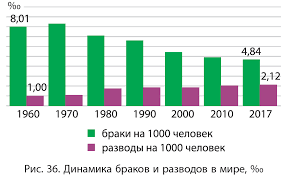 ‰
8,01
1,00
4,84
2,12
1960 1970 1980 1990 2000 2010 2017
браки на 1000 человек
разводы на 1000 человек
Рис. 36. Динамика браков и разводов в мире, ‰